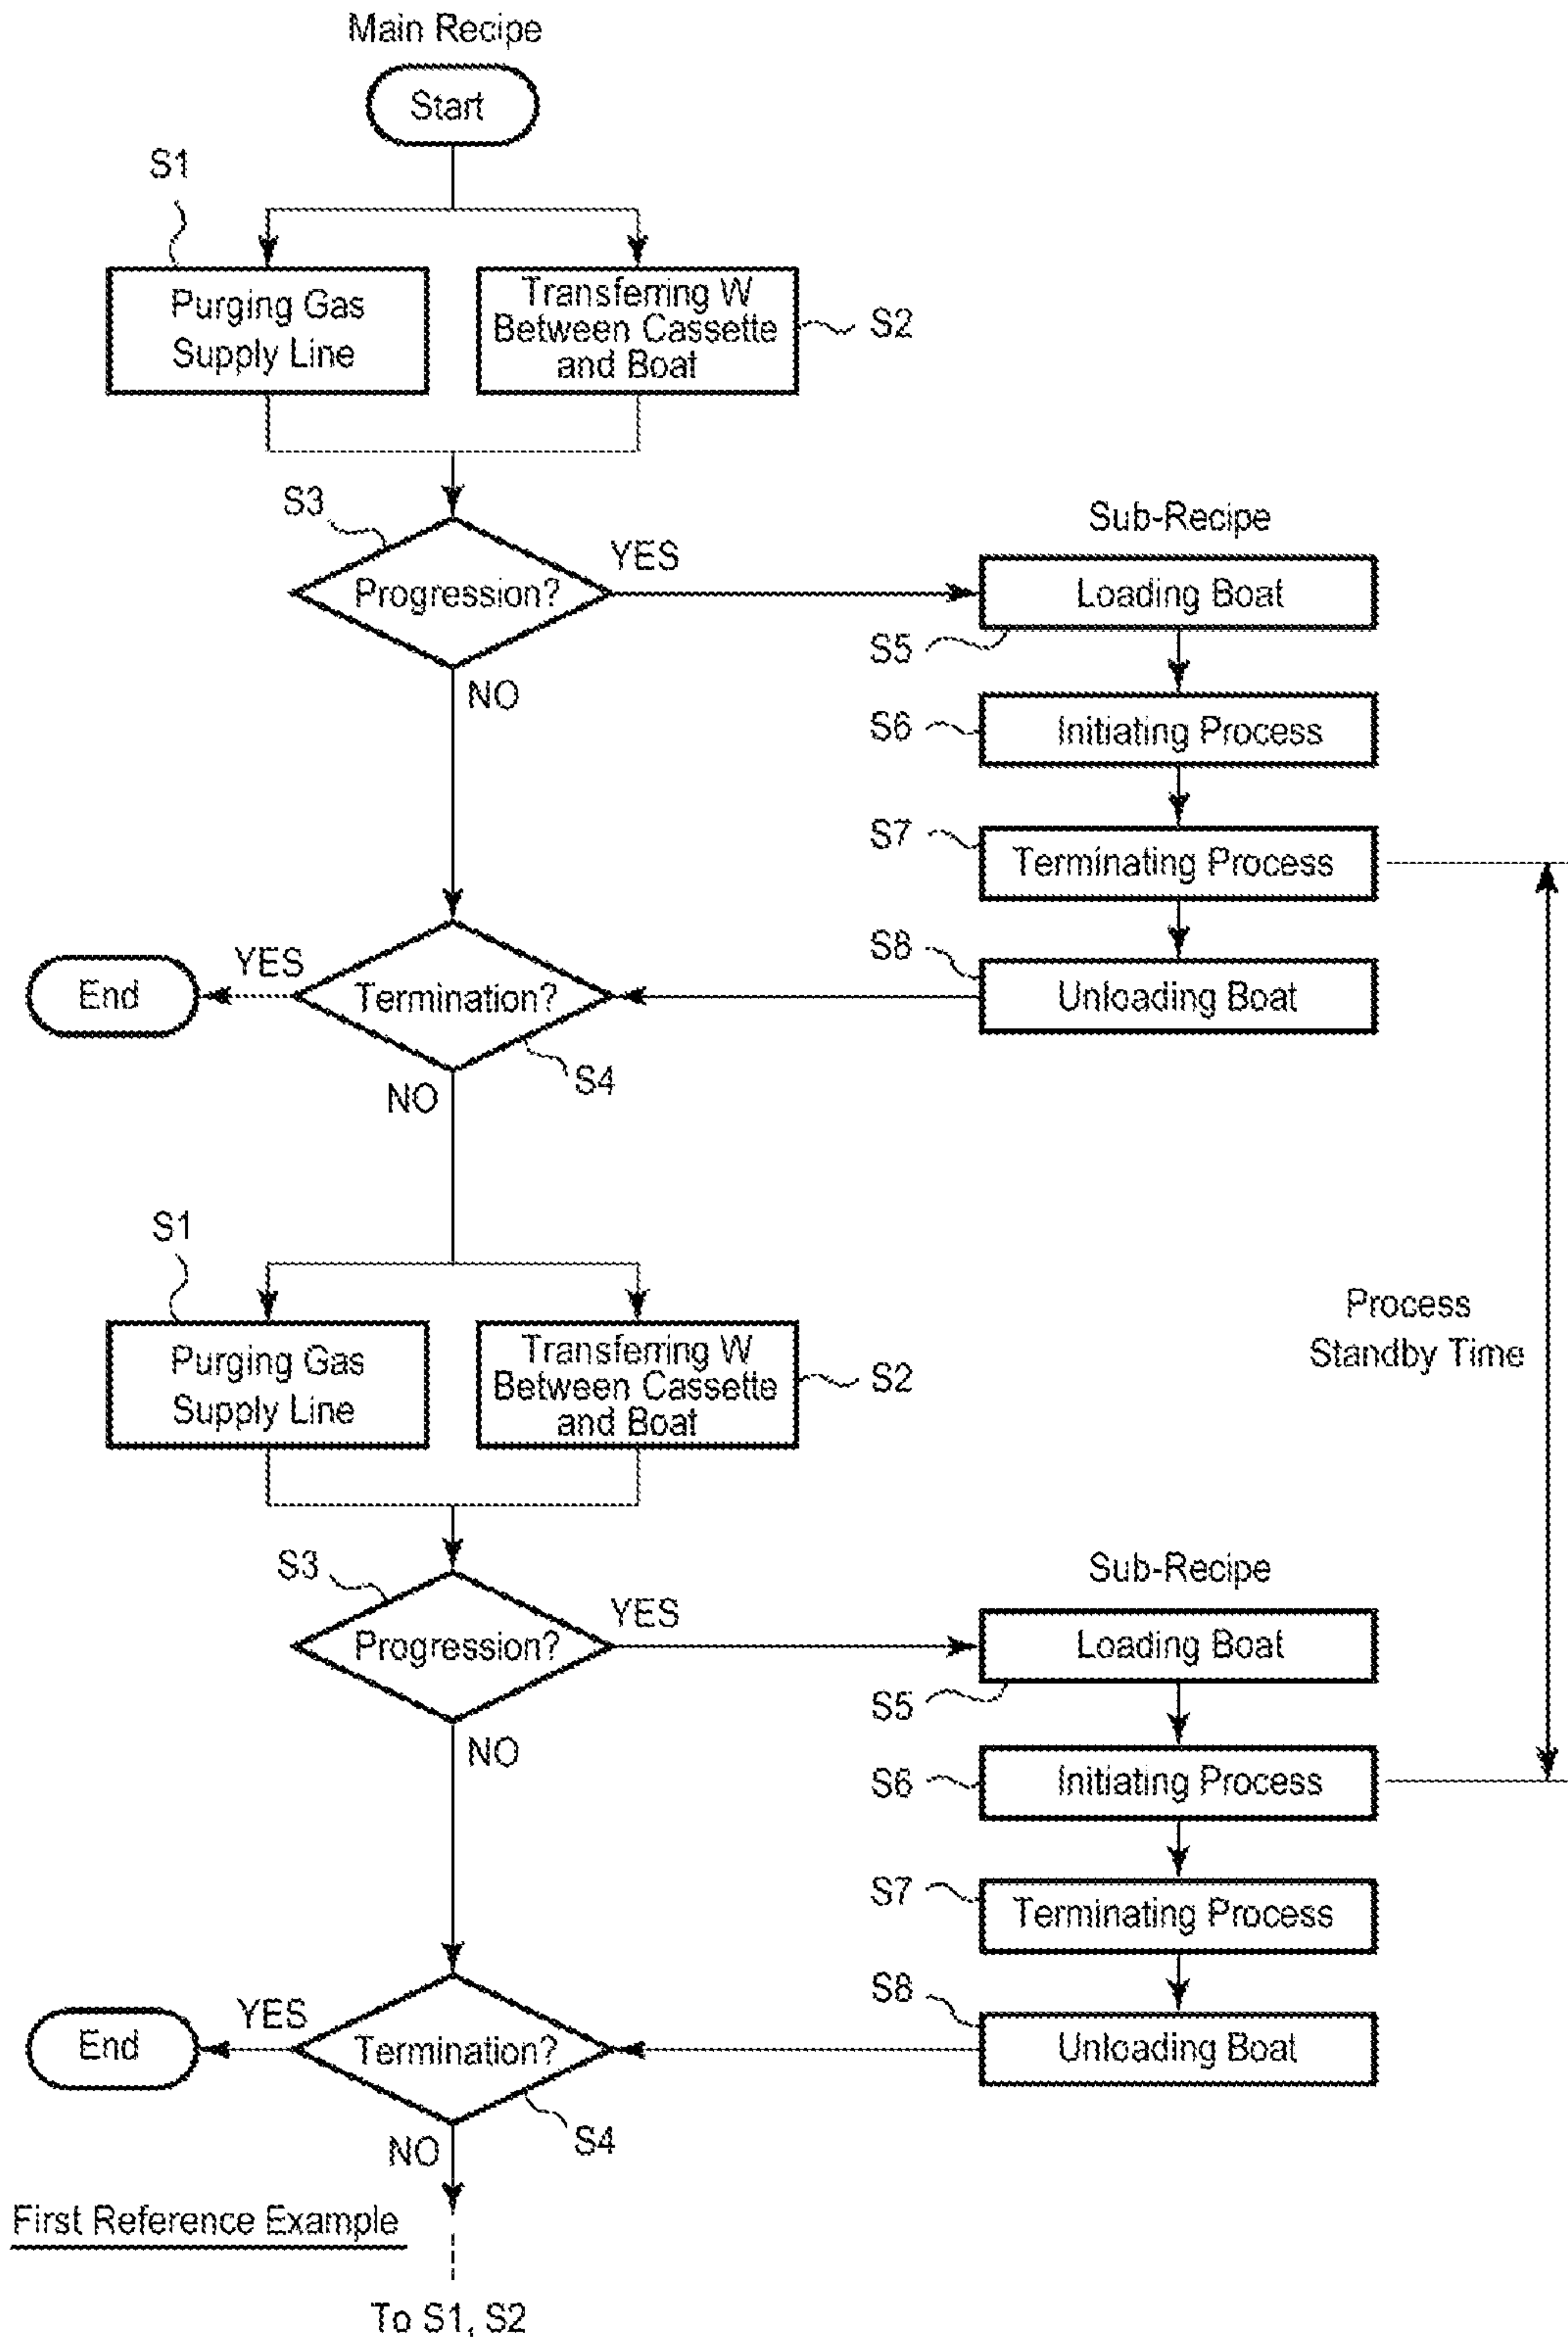 Main Recipe
Start
S1
Purging Gas
Supply Line
Transferring W
Between Cassette
and Boat
S2
S3
Progression?
YES
NO
Sub-Recipe
Loading Boat
S5
S6
Initiating Process
S7
Terminating Process
S8
Unloading Boat
End
YES
Termination?
S4
NO
Process
Standby Time
S1
Purging Gas
Supply Line
Transferring W
Between Cassette
and Boat
S2
S3
Progression?
YES
NO
Sub-Recipe
Loading Boat
S5
S6
Initiating Process
S7
Terminating Process
S8
Unloading Boat
End
YES
Termination?
S4
NO
First Reference Example
To S1, S2